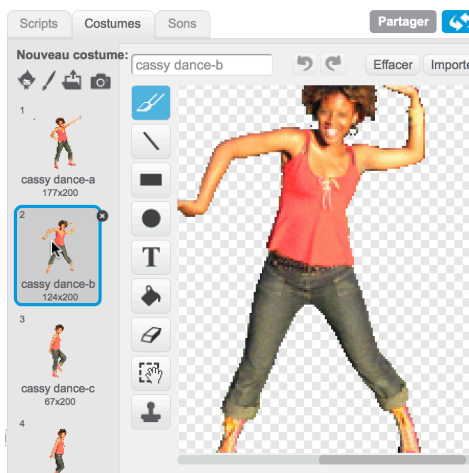 Scripts
Costumes
Sons
Partager
Nouveau costume:
cassy dance-b
Effacer
Importe
1
cassy dance-a
177x200
2
cassy dance-b
124x200
3
cassy dance-c
67x200
4
T